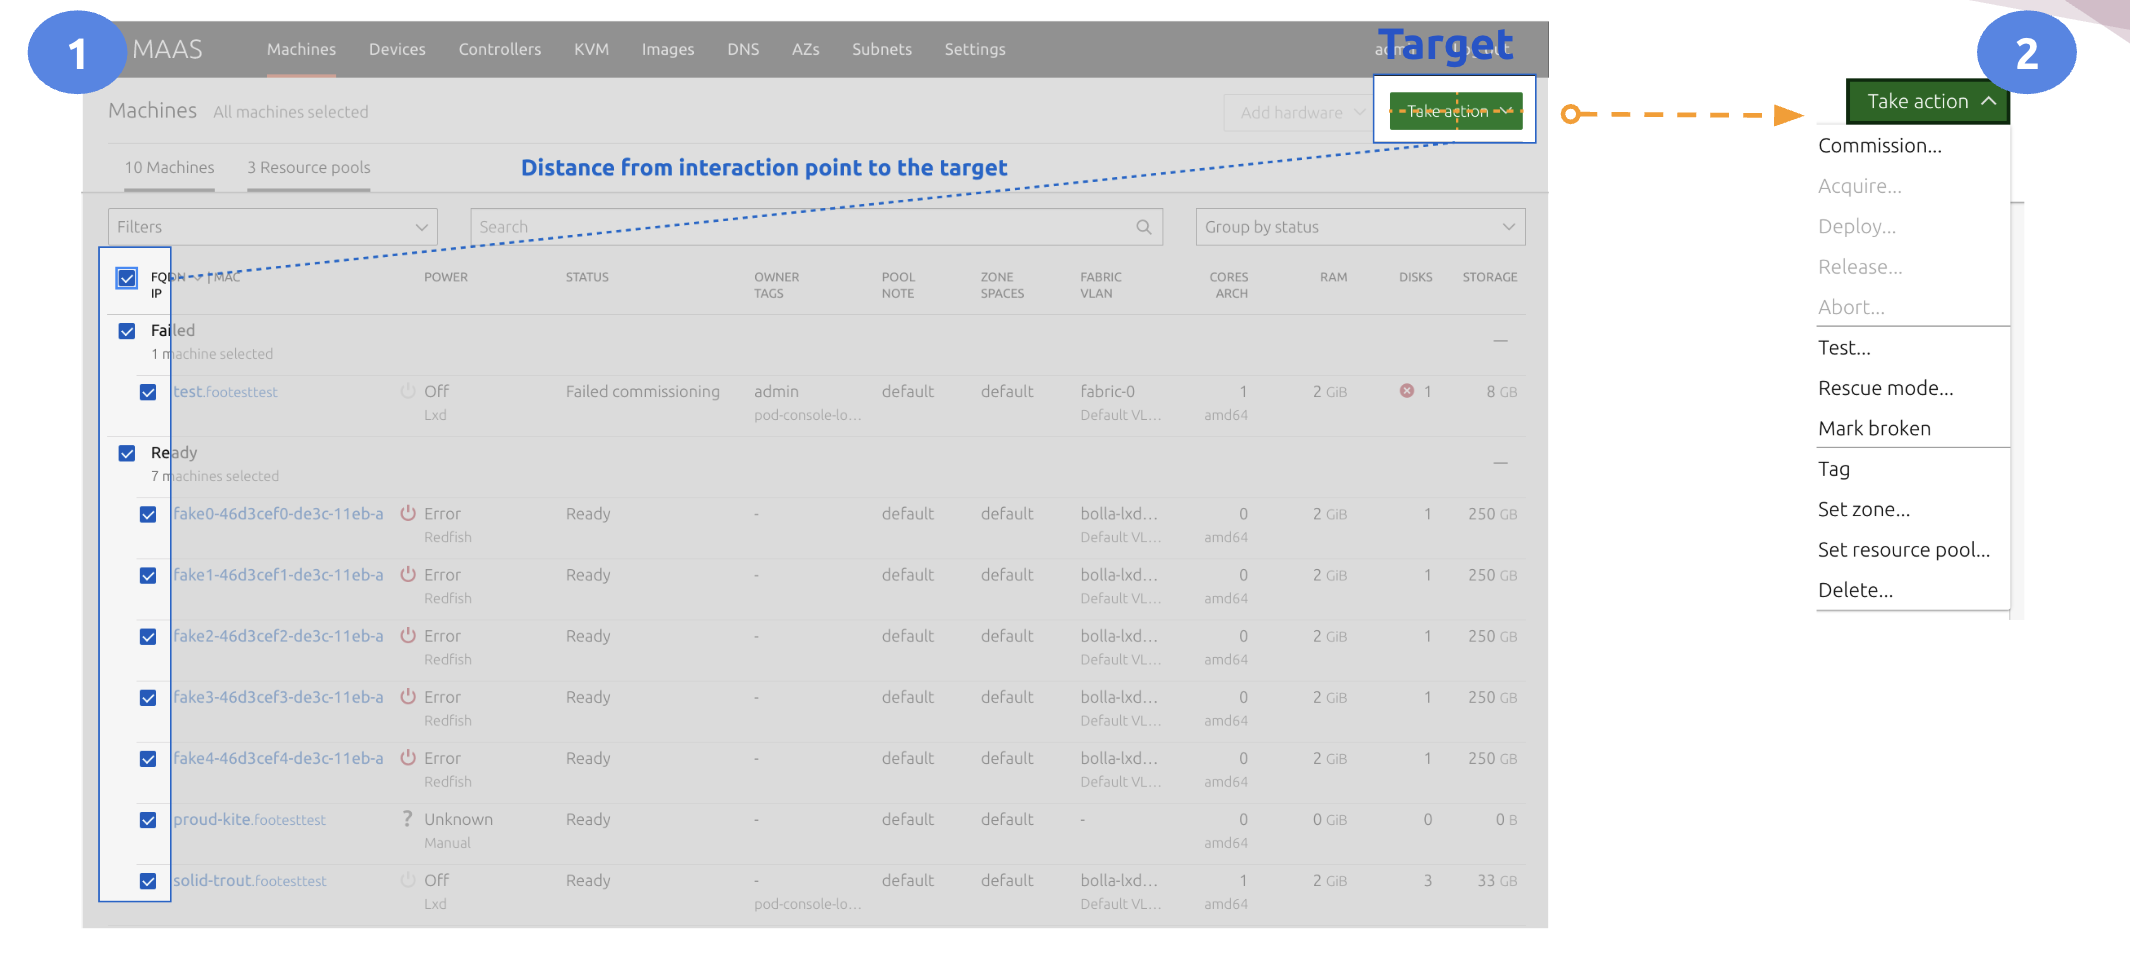 1
2
MAAS Machines Devices Controllers KVM Images DNS AZs Subnets Settings
Target
Machines All machines selected Add hardware Take action
10 Machines 3 Resource pools
Distance from interaction point to the target
Filters Search Group by status
FQDN | MAC POWER STATUS OWNER POOL ZONE FABRIC CORES RAM DISKS STORAGE
IP TAGS NOTE SPACES VLAN ARCH
Failed
1 machine selected
test.footesttest Off Failed commissioning admin default default fabric-0 1 2 GiB 1 8 GB
Lxd pod-console-lo... Default VL... amd64
Ready
7 machines selected
fake0-46d3cef0-de3c-11eb-a Error Ready - default default bolla-lxd... 0 2 GiB 1 250 GB
Redfish Default VL... amd64
fake1-46d3cef1-de3c-11eb-a Error Ready - default default bolla-lxd... 0 2 GiB 1 250 GB
Redfish Default VL... amd64
fake2-46d3cef2-de3c-11eb-a Error Ready - default default bolla-lxd... 0 2 GiB 1 250 GB
Redfish Default VL... amd64
fake3-46d3cef3-de3c-11eb-a Error Ready - default default bolla-lxd... 0 2 GiB 1 250 GB
Redfish Default VL... amd64
fake4-46d3cef4-de3c-11eb-a Error Ready - default default bolla-lxd... 0 2 GiB 1 250 GB
Redfish Default VL... amd64
proud-kite.footesttest ? Unknown Ready - default default - 0 0 GiB 0 0 B
Manual amd64
solid-trout.footesttest Off Ready - default default bolla-lxd... 1 2 GiB 3 33 GB
Lxd pod-console-lo... Default VL... amd64
Take action
Commission...
Acquire...
Deploy...
Release...
Abort...
Test...
Rescue mode...
Mark broken
Tag
Set zone...
Set resource pool...
Delete...